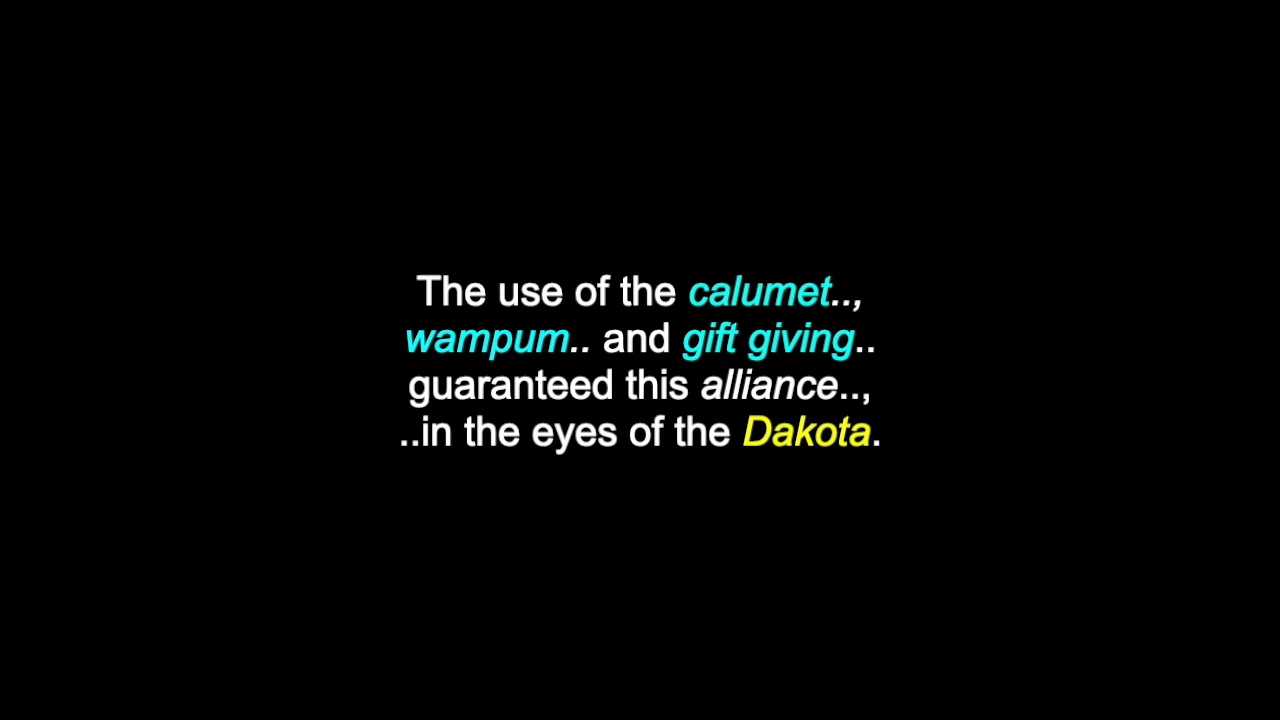 The use of the calumet..,
wampum.. and gift giving..
guaranteed this alliance..,
..in the eyes of the Dakota.